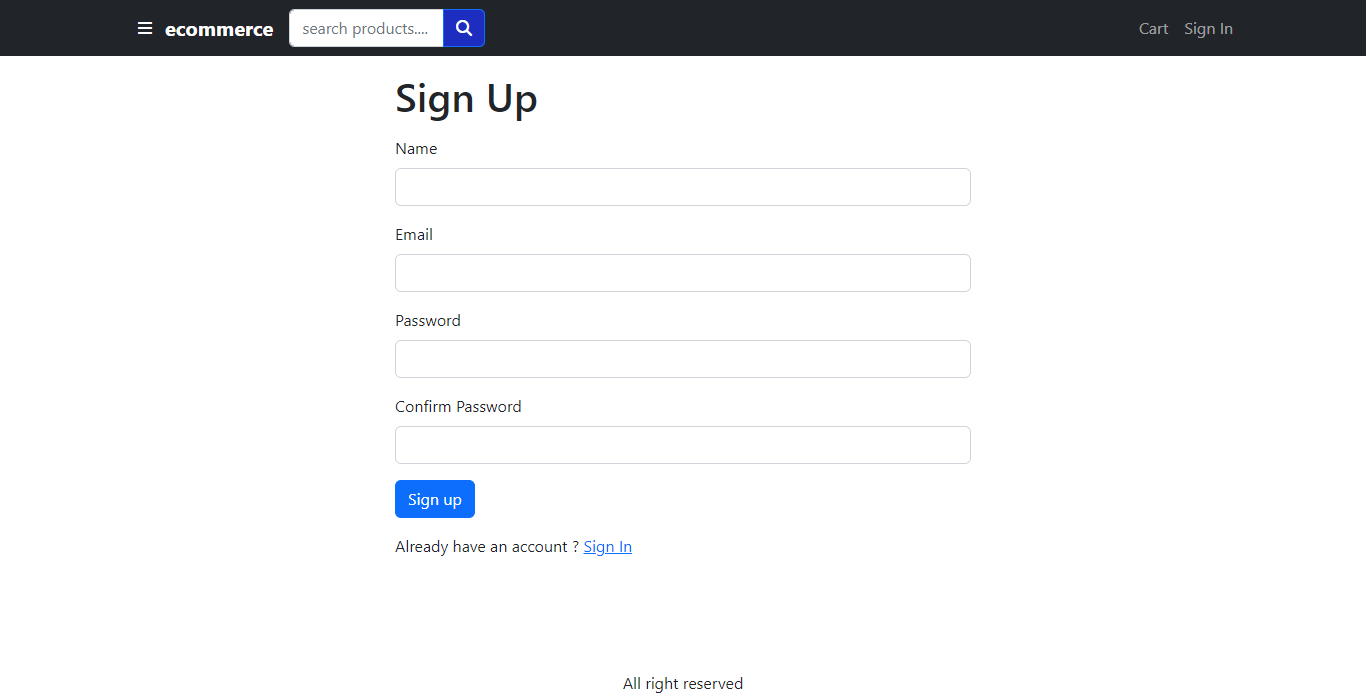 ecommerce search products.... Cart Sign In
Sign Up
Name
Email
Password
Confirm Password
Sign up
Already have an account ? Sign In
All right reserved